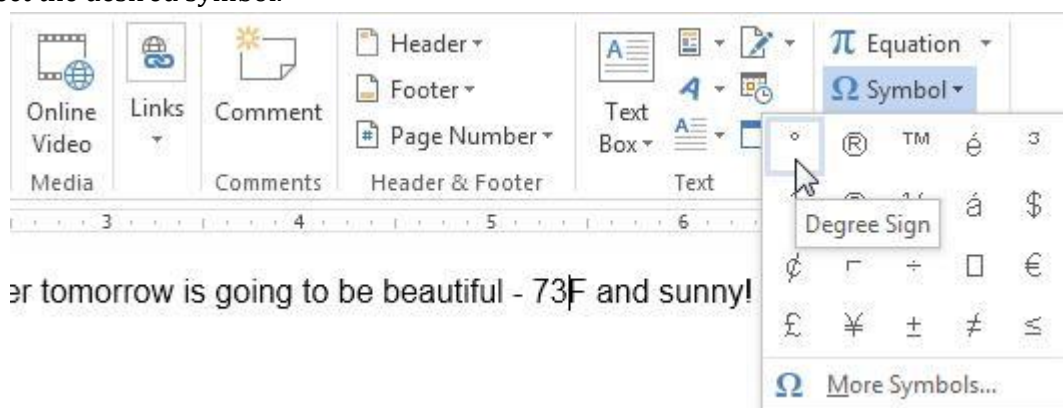 the desired symbol.
Online Video
Links
Comment
Header
Footer
Page Number
Text Box
π Equation
Ω Symbol
Media
Comments
Header & Footer
Text
° ® ™ é ³
á $
Degree Sign
¢ ÷ €
£ ¥ ± ≠ ≤
Ω More Symbols...
3 4 5 6
er tomorrow is going to be beautiful - 73F and sunny!